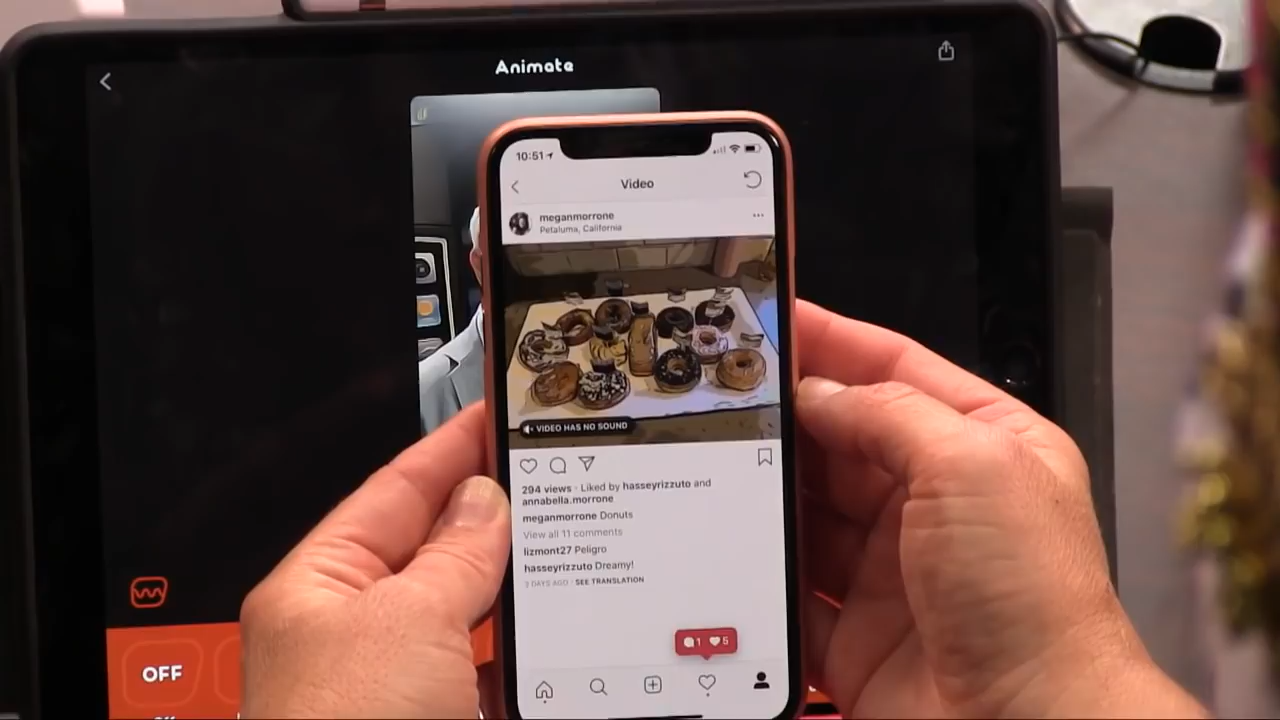 Animate
10:51
Video
meganmorrone
Petaluma, California
VIDEO HAS NO SOUND
294 views · Liked by hasseyrizzuto and
annabella.morrone
meganmorrone Donuts
View all 11 comments
lizmont27 Peligro
hasseyrizzuto Dreamy!
DAYS AGO · SEE TRANSLATION
1 5
OFF